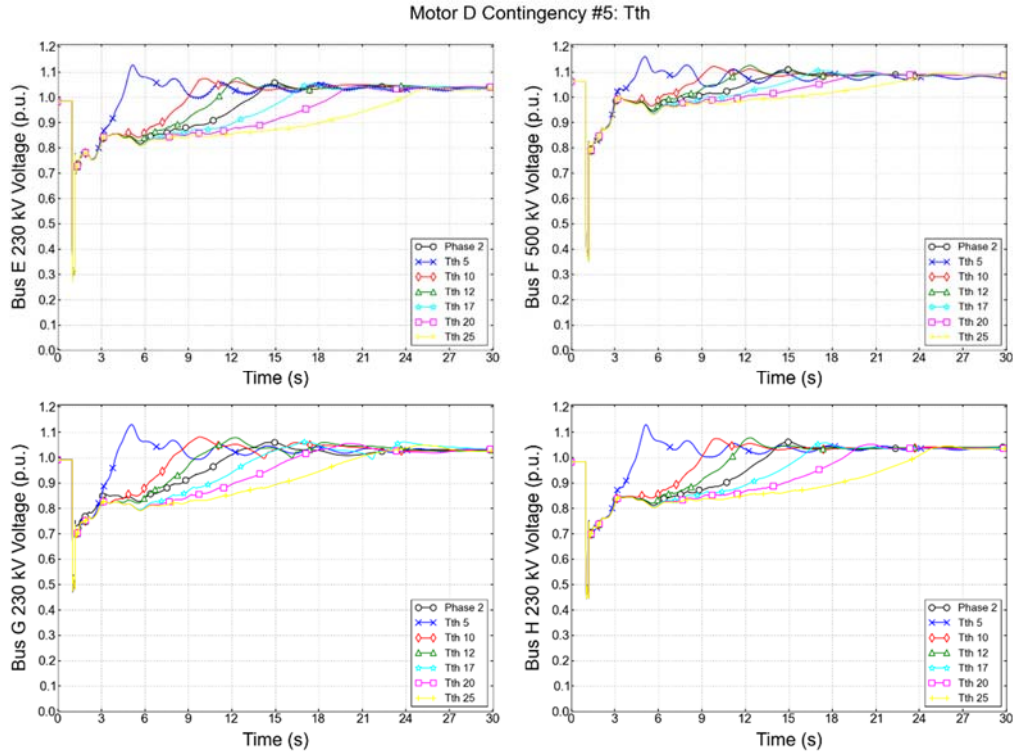 Motor D Contingency #5: Tth
Bus E 230 kV Voltage (p.u.)
1.2
1.1
1.0
0.9
0.8
0.7
0.6
0.5
0.4
0.3
0.2
0.1
0.0
Phase 2
Tth 5
Tth 10
Tth 12
Tth 17
Tth 20
Tth 25
0 3 6 9 12 15 18 21 24 27 30
Time (s)
Bus F 500 kV Voltage (p.u.)
1.2
1.1
1.0
0.9
0.8
0.7
0.6
0.5
0.4
0.3
0.2
0.1
0.0
Phase 2
Tth 5
Tth 10
Tth 12
Tth 17
Tth 20
Tth 25
0 3 6 9 12 15 18 21 24 27 30
Time (s)
Bus G 230 kV Voltage (p.u.)
1.2
1.1
1.0
0.9
0.8
0.7
0.6
0.5
0.4
0.3
0.2
0.1
0.0
Phase 2
Tth 5
Tth 10
Tth 12
Tth 17
Tth 20
Tth 25
0 3 6 9 12 15 18 21 24 27 30
Time (s)
Bus H 230 kV Voltage (p.u.)
1.2
1.1
1.0
0.9
0.8
0.7
0.6
0.5
0.4
0.3
0.2
0.1
0.0
Phase 2
Tth 5
Tth 10
Tth 12
Tth 17
Tth 20
Tth 25
0 3 6 9 12 15 18 21 24 27 30
Time (s)